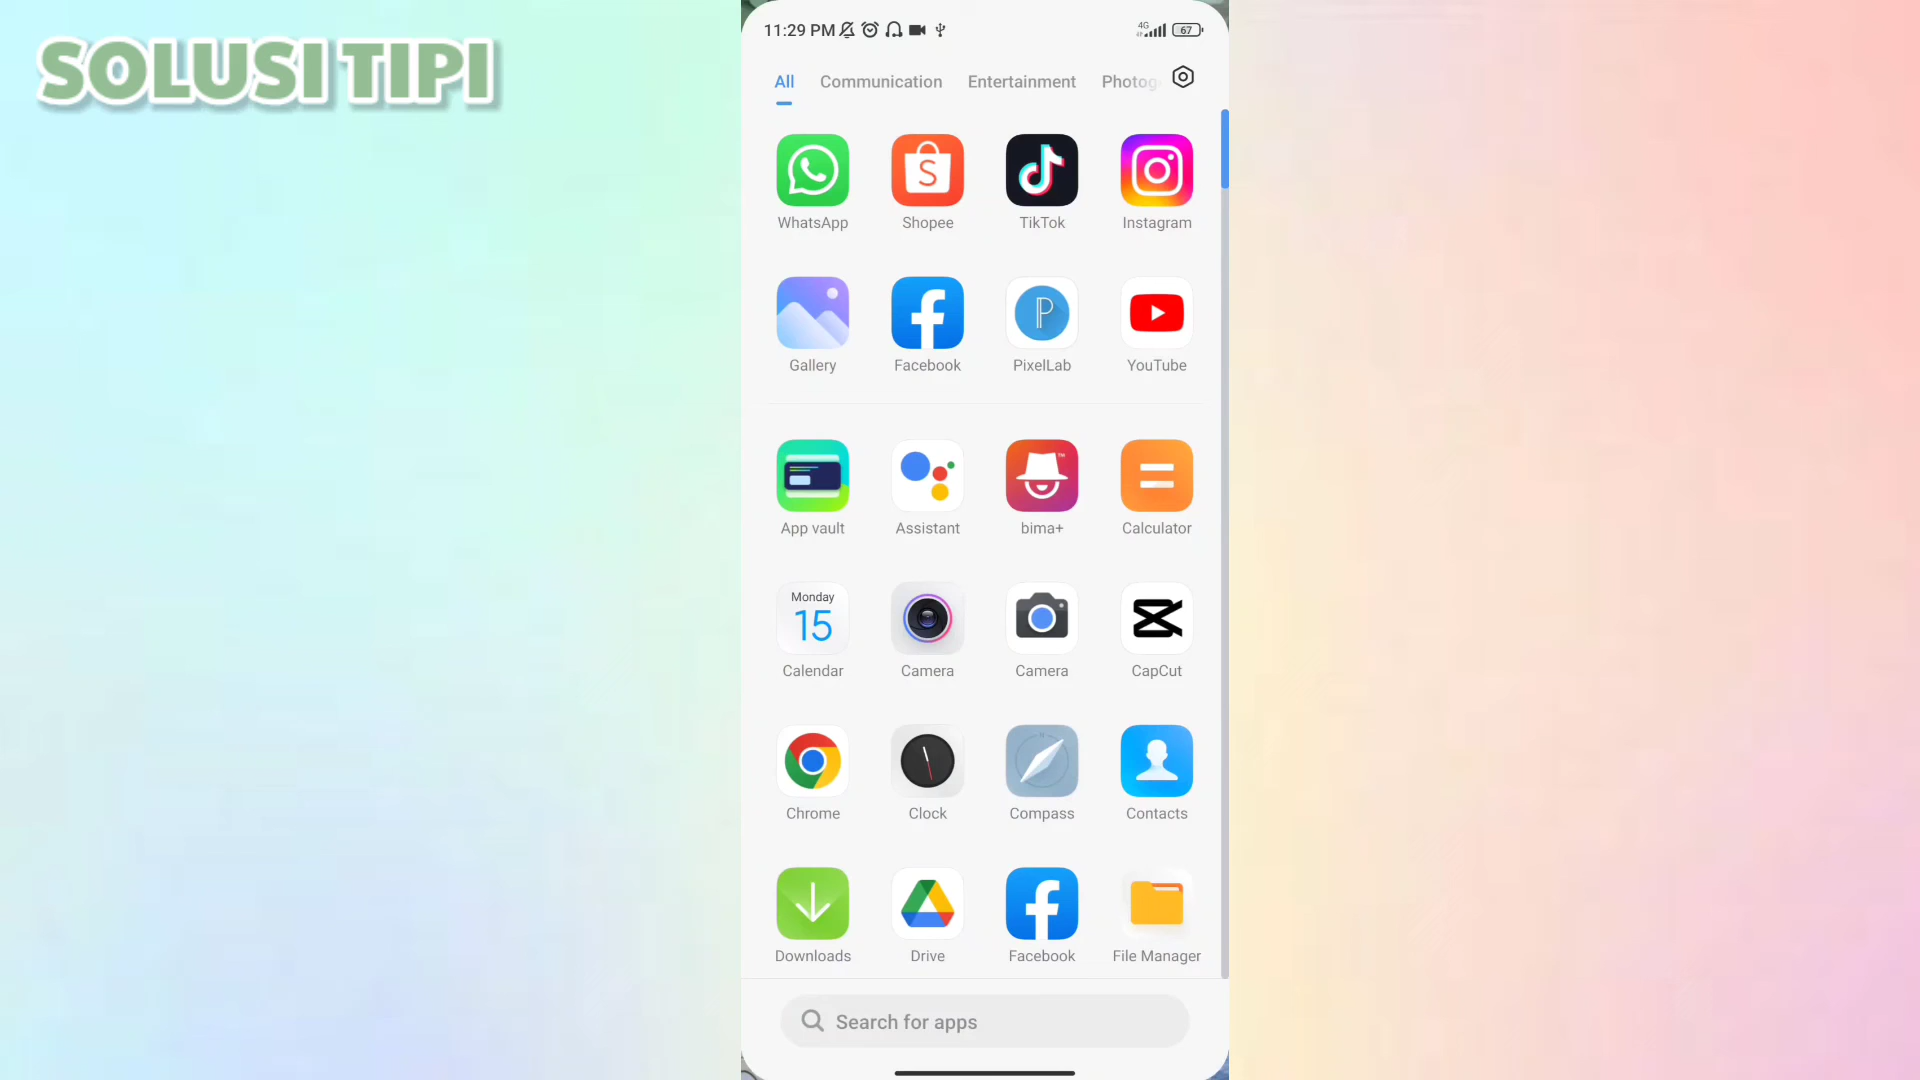 SOLUSI TIPI
11:29 PM
4G
67
All Communication Entertainment Photog
WhatsApp Shopee TikTok Instagram
Gallery Facebook PixelLab YouTube
App vault Assistant bima+ Calculator
Monday
15
Calendar Camera Camera CapCut
Chrome Clock Compass Contacts
Downloads Drive Facebook File Manager
Search for apps